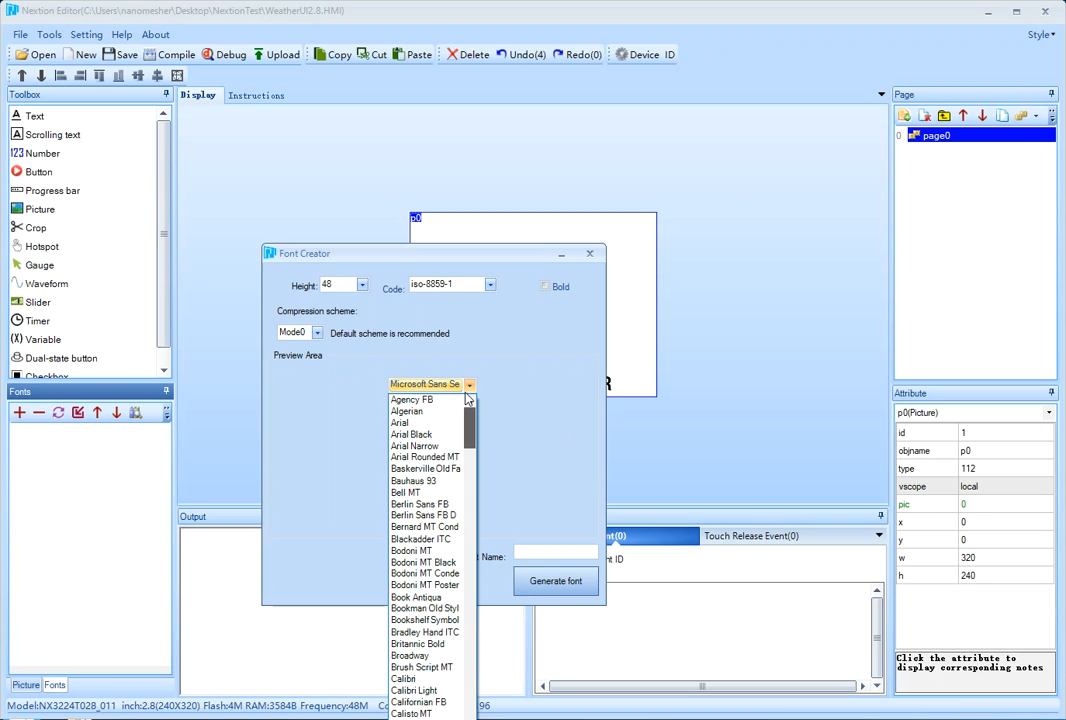 Nextion Editor(C:\Users\nanomesher\Desktop\NextionTest\WeatherUI2.8.HMI)
File Tools Setting Help About Style
Open New Save Compile Debug Upload Copy Cut Paste Delete Undo(4) Redo(0) Device ID
Toolbox
Text
Scrolling text
123 Number
Button
Progress bar
Picture
Crop
Hotspot
Gauge
Waveform
Slider
Timer
(X) Variable
Dual-state button
Checkbox
Fonts
Picture Fonts
Display Instructions
p0
Font Creator
Height: 48 Code: iso-8859-1 Bold
Compression scheme:
Mode0 Default scheme is recommended
Preview Area
Microsoft Sans Se
Agency FB
Algerian
Arial
Arial Black
Arial Narrow
Arial Rounded MT
Baskerville Old Fa
Bauhaus 93
Bell MT
Berlin Sans FB
Berlin Sans FB D
Bernard MT Cond
Blackadder ITC
Bodoni MT
Bodoni MT Black
Bodoni MT Conde
Bodoni MT Poster
Book Antiqua
Bookman Old Styl
Bookshelf Symbol
Bradley Hand ITC
Britannic Bold
Broadway
Brush Script MT
Calibri
Calibri Light
Californian FB
Calisto MT
t Name:
Generate font
R
Output
nt(0) Touch Release Event(0)
nt ID
Page
0 page0
Attribute
p0(Picture)
id 1
objname p0
type 112
vscope local
pic 0
x 0
y 0
w 320
h 240
Click the attribute to
display corresponding notes
Model:NX3224T028_011 inch:2.8(240X320) Flash:4M RAM:3584B Frequency:48M Co 96